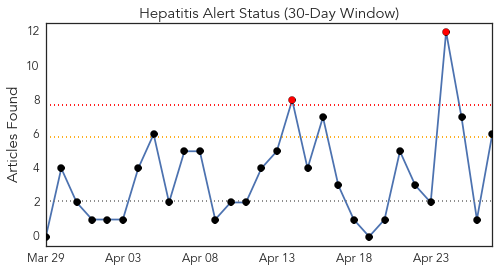 Hepatitis Alert Status (30-Day Window)
Articles Found
12
10
8
6
4
2
0
Mar 29 Apr 03 Apr 08 Apr 13 Apr 18 Apr 23